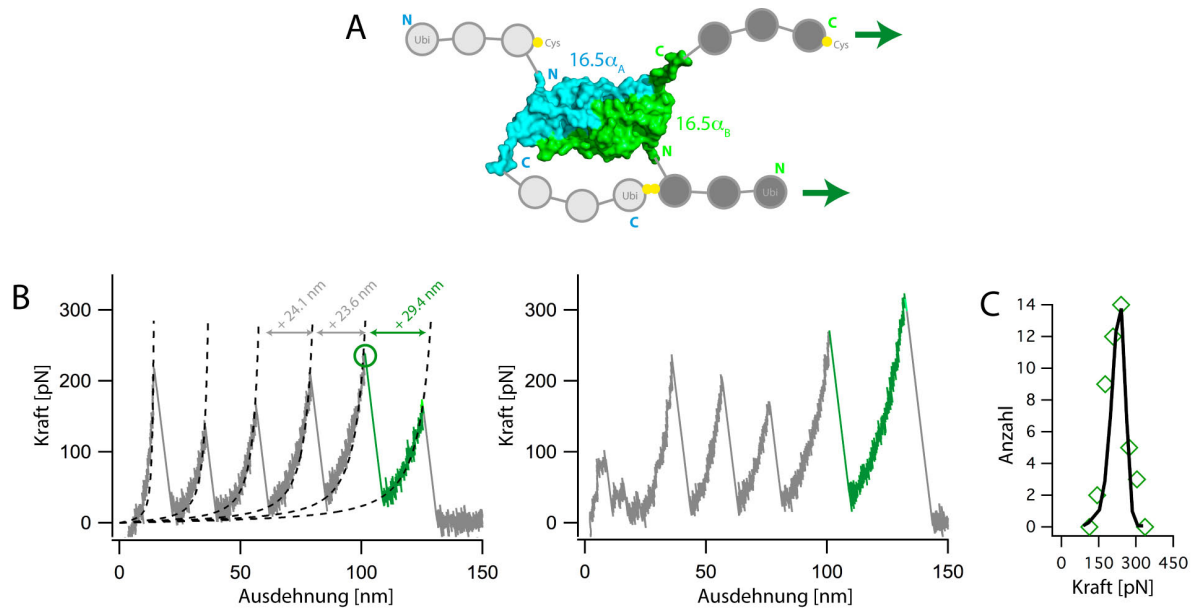 A
N
Ubi
Cys
N
16.5αA
C
C
Cys
16.5αB
N
C
Ubi
C
N
Ubi
B
Kraft [pN]
300
200
100
0
+ 24.1 nm
+ 23.6 nm
+ 29.4 nm
0
50
100
150
Ausdehnung [nm]
Kraft [pN]
300
200
100
0
0
50
100
150
Ausdehnung [nm]
C
Anzahl
14
12
10
8
6
4
2
0
0
150
300
450
Kraft [pN]